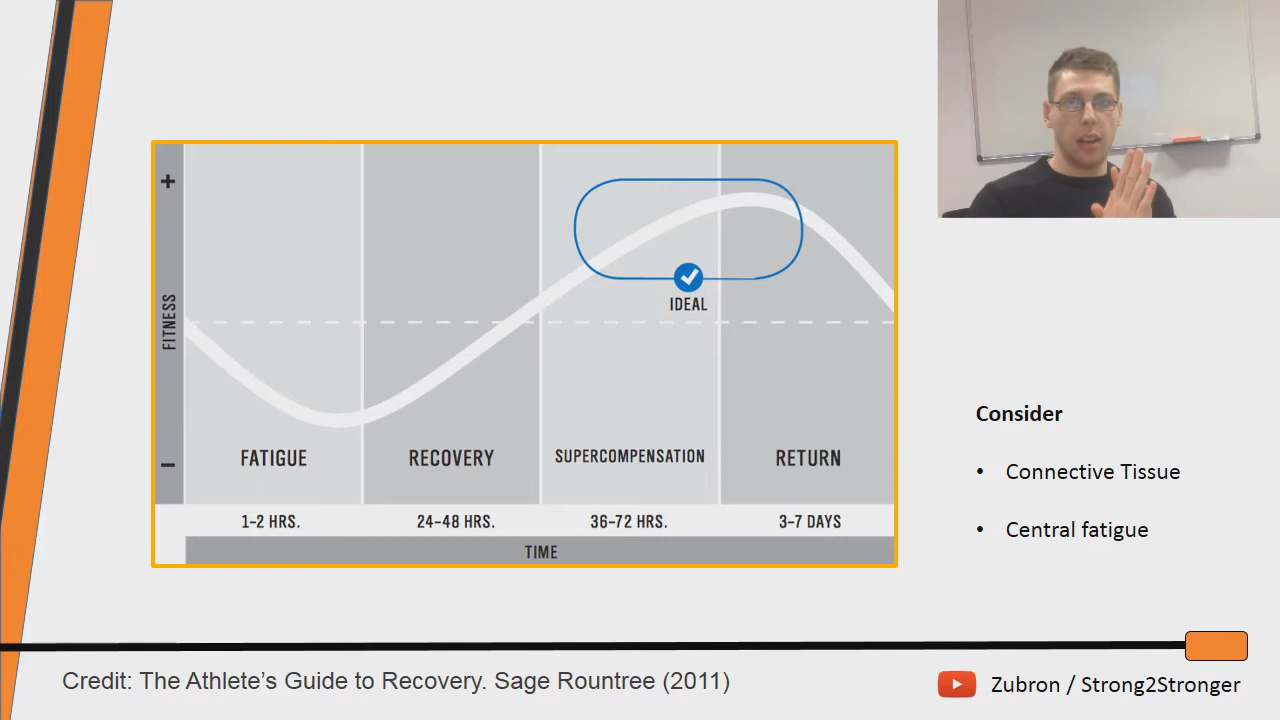 +
FITNESS
−
IDEAL
FATIGUE
RECOVERY
SUPERCOMPENSATION
RETURN
1–2 HRS.
24–48 HRS.
36–72 HRS.
3–7 DAYS
TIME
Consider
• Connective Tissue
• Central fatigue
Credit: The Athlete’s Guide to Recovery. Sage Rountree (2011)
Zubron / Strong2Stronger